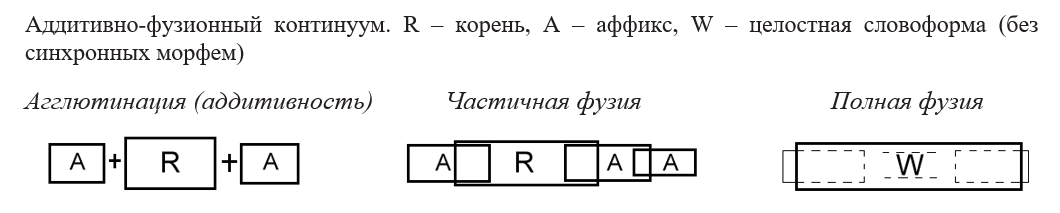 Аддитивно-фузионный континуум. R – корень, A – аффикс, W – целостная словоформа (без
синхронных морфем)
Агглютинация (аддитивность) Частичная фузия Полная фузия
A + R + A A R A A W